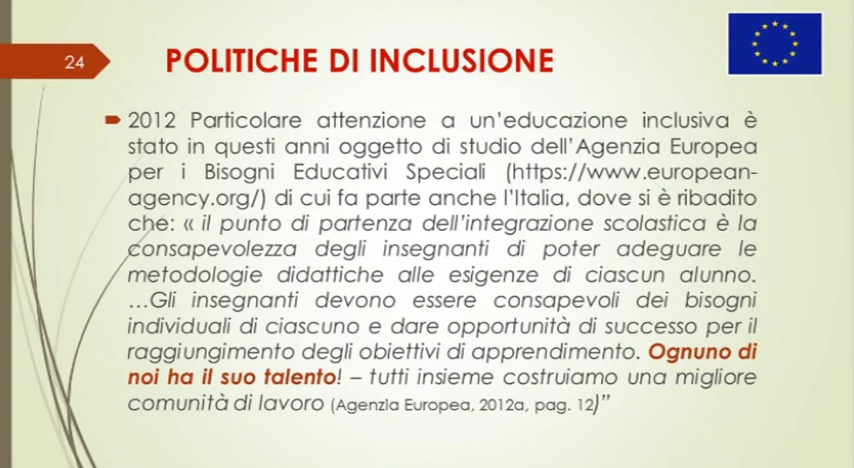 24
POLITICHE DI INCLUSIONE
2012 Particolare attenzione a un'educazione inclusiva è
stato in questi anni oggetto di studio dell'Agenzia Europea
per i Bisogni Educativi Speciali (https://www.european-
agency.org/) di cui fa parte anche l'Italia, dove si è ribadito
che: « il punto di partenza dell'integrazione scolastica è la
consapevolezza degli insegnanti di poter adeguare le
metodologie didattiche alle esigenze di ciascun alunno.
…Gli insegnanti devono essere consapevoli dei bisogni
individuali di ciascuno e dare opportunità di successo per il
raggiungimento degli obiettivi di apprendimento. Ognuno di
noi ha il suo talento! – tutti insieme costruiamo una migliore
comunità di lavoro (Agenzia Europea, 2012a, pag. 12)”